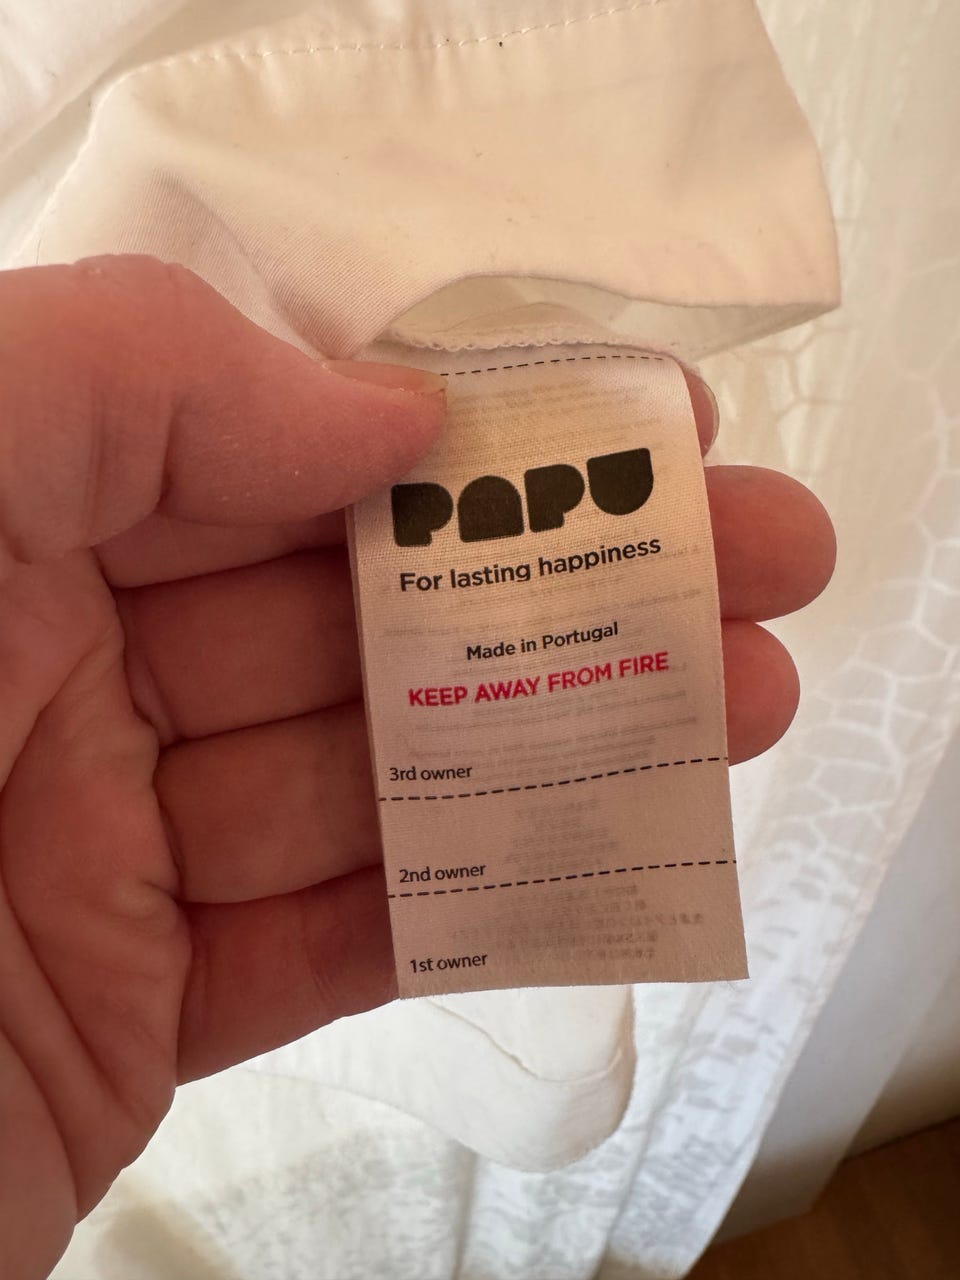 PAPU
For lasting happiness
Made in Portugal
KEEP AWAY FROM FIRE
3rd owner
2nd owner
1st owner